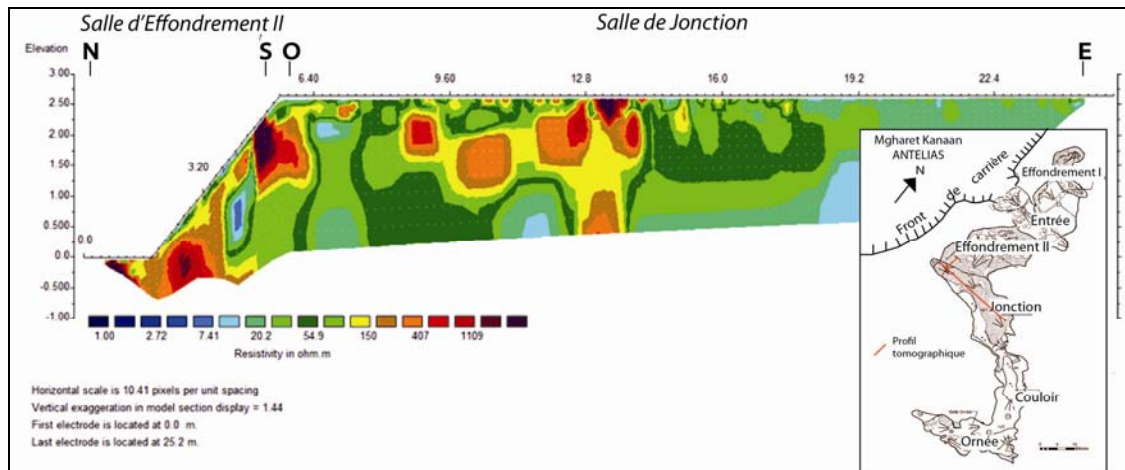 Salle d'Effondrement II
Salle de Jonction
Elevation
N
S O
E
6.40 9.60 12.8 16.0 19.2 22.4
3.00
2.50
2.00
1.50
1.00
0.500
0.0
-0.500
-1.00
3.20
0.0
1.00 2.72 7.41 20.2 54.9 150 407 1109
Resistivity in ohm.m
Horizontal scale is 10.41 pixels per unit spacing
Vertical exaggeration in model section display = 1.44
First electrode is located at 0.0 m.
Last electrode is located at 25.2 m.
Mgharet Kanaan
ANTELIAS
N
Front de carrière
Effondrement I
Entrée
Effondrement II
Jonction
Profil
tomographique
Couloir
Ornée